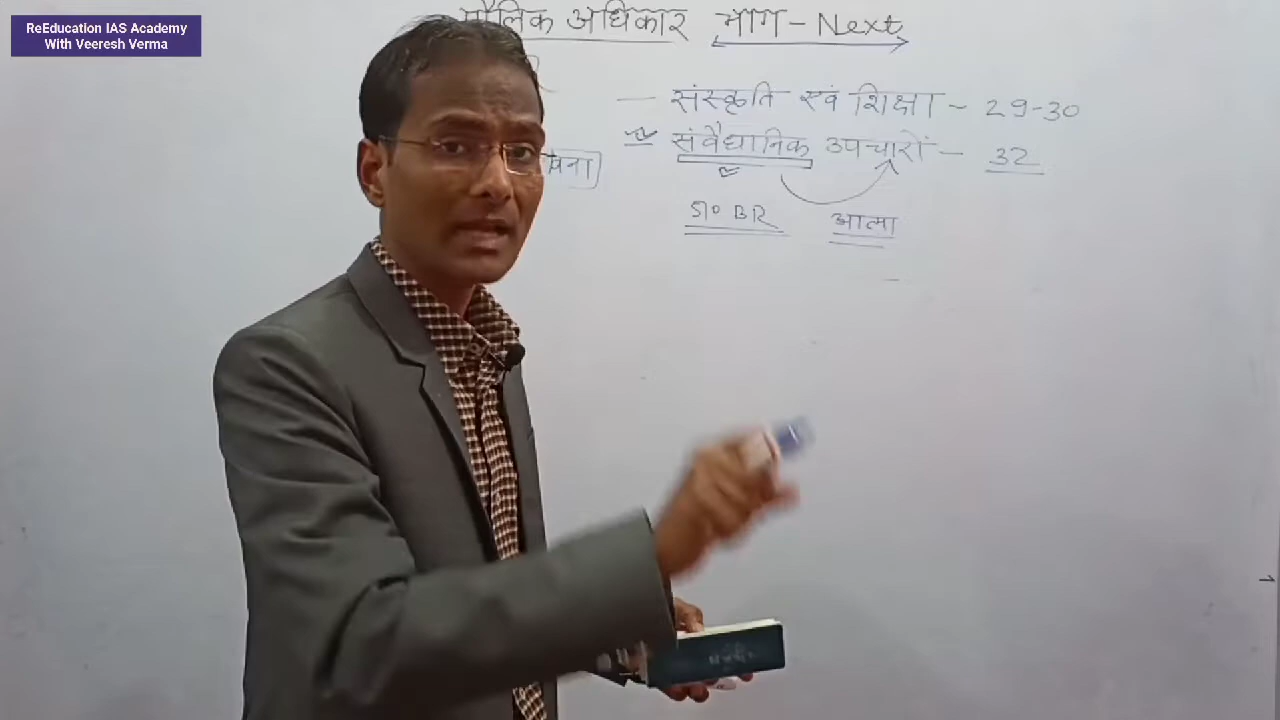 ReEducation IAS Academy
With Veeresh Verma
मौलिक अधिकार भाग - Next
— संस्कृति एवं शिक्षा - 29-30
संवैधानिक उपचारों - 32
डा० BR आत्मा